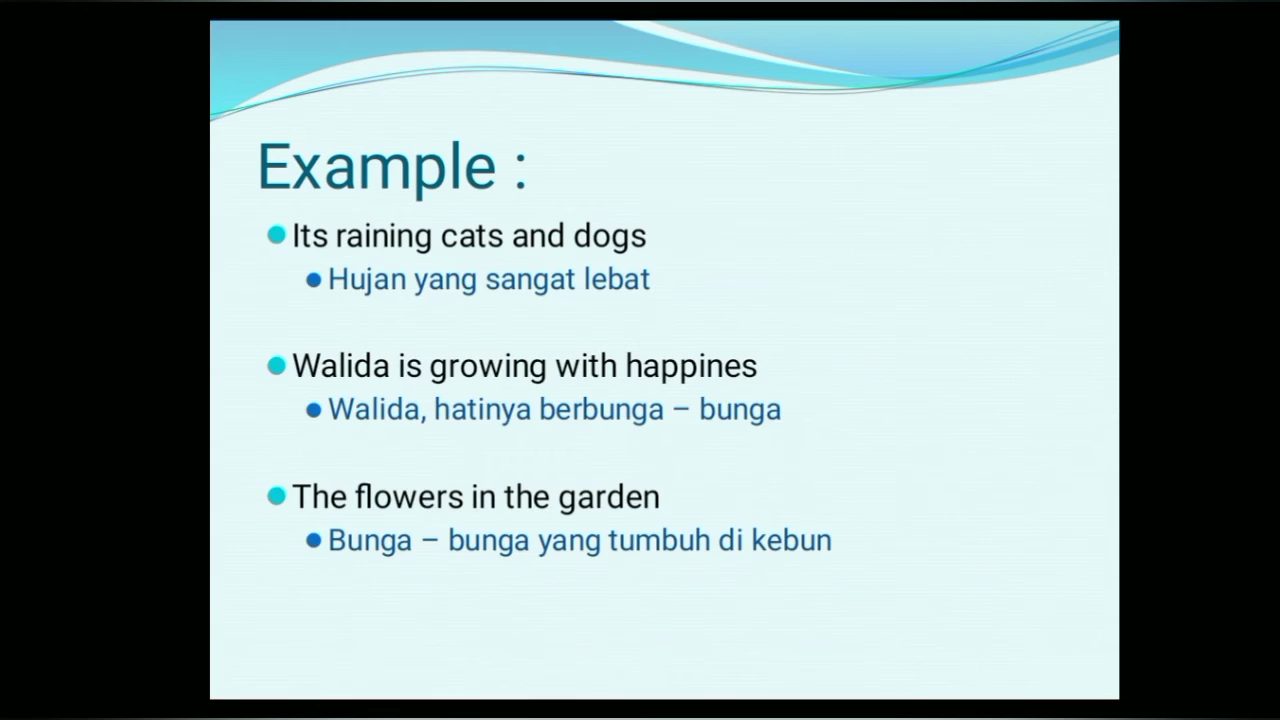 Example :
Its raining cats and dogs
Hujan yang sangat lebat
Walida is growing with happines
Walida, hatinya berbunga – bunga
The flowers in the garden
Bunga – bunga yang tumbuh di kebun